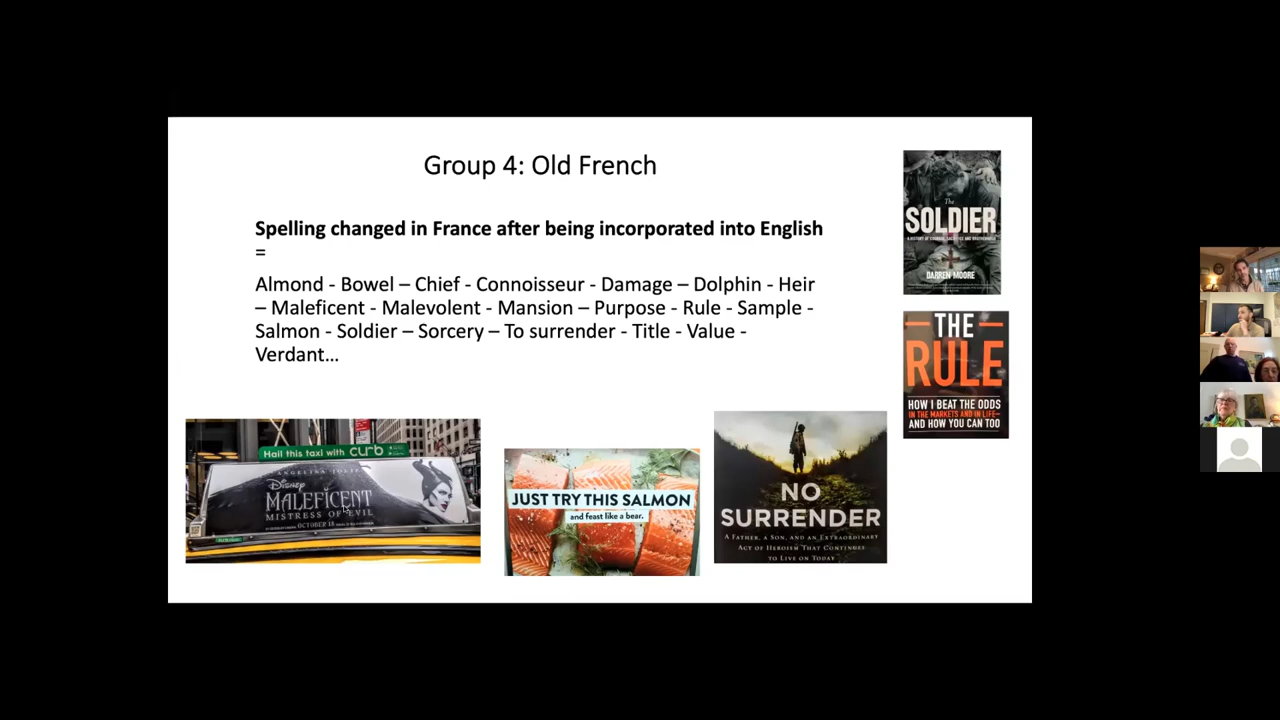 Group 4: Old French
Spelling changed in France after being incorporated into English
=
Almond - Bowel – Chief - Connoisseur - Damage – Dolphin - Heir
– Maleficent - Malevolent - Mansion – Purpose - Rule - Sample -
Salmon - Soldier – Sorcery – To surrender - Title - Value -
Verdant…
The
SOLDIER
DARREN MOORE
THE
RULE
HOW I BEAT THE ODDS
IN THE MARKETS AND IN LIFE—
AND HOW YOU CAN TOO
Hail this taxi with curb
Disney
MALEFICENT
MISTRESS OF EVIL
OCTOBER 18
JUST TRY THIS SALMON
and feast like a bear.
NO
SURRENDER
A Father, a Son, and an Extraordinary
Act of Heroism That Continues
to Live on Today